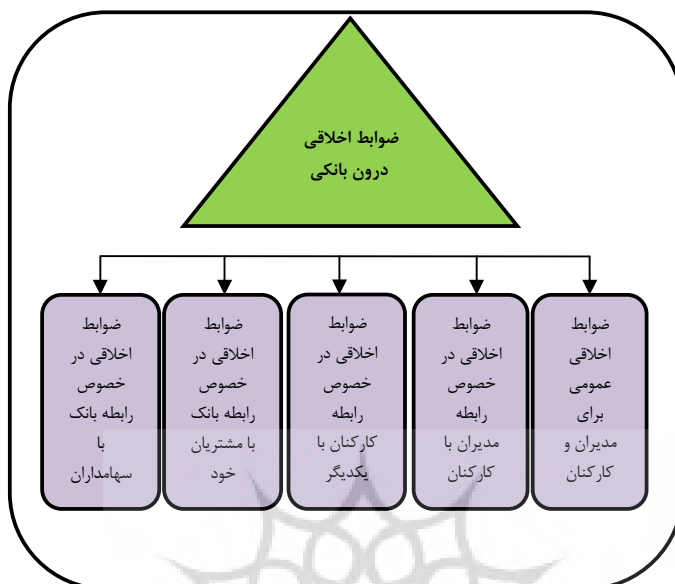 ضوابط اخلاقی
درون بانکی
ضوابط
اخلاقی
عمومی
برای
مدیران و
کارکنان
ضوابط
اخلاقی در
خصوص
رابطه
مدیران با
کارکنان
ضوابط
اخلاقی در
خصوص
رابطه
کارکنان با
یکدیگر
ضوابط
اخلاقی در
خصوص
رابطه بانک
با مشتریان
خود
ضوابط
اخلاقی در
خصوص
رابطه بانک
با
سهامداران